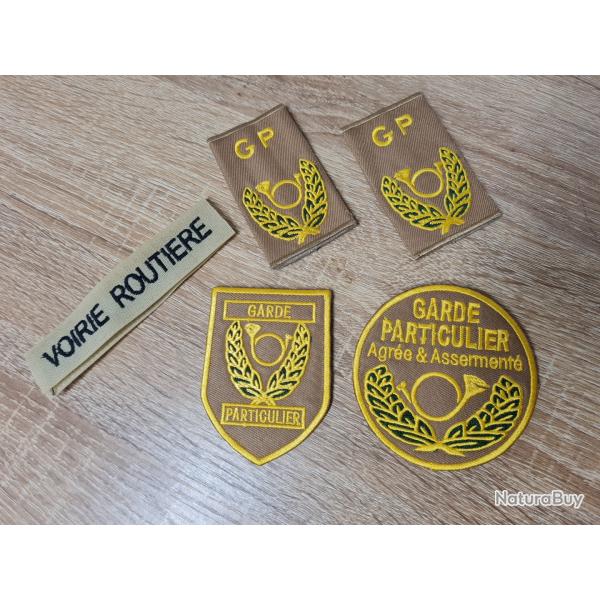 GP
GP
VOIRIE ROUTIERE
GARDE
PARTICULIER
GARDE
PARTICULIER
Agrée & Assermenté
NaturaBuy